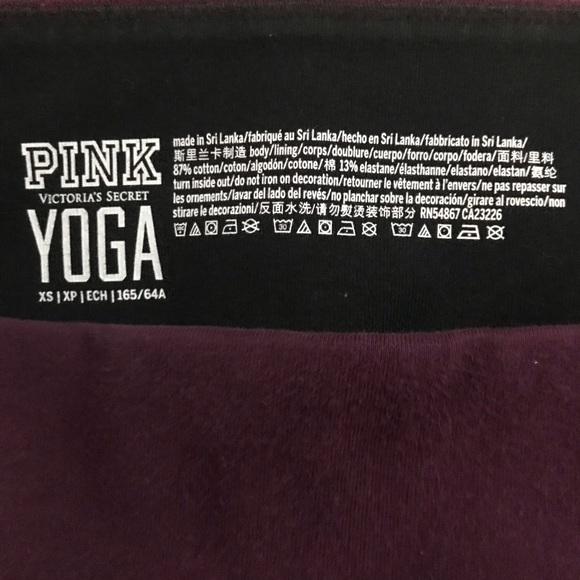 PINK
VICTORIA'S SECRET
YOGA
XS | XP | ECH | 165/64A
made in Sri Lanka/fabriqué au Sri Lanka/hecho en Sri Lanka/fabbricato in Sri Lanka/
斯里兰卡制造 body/lining/corps/doublure/cuerpo/forro/corpo/fodera/面料/里料
87% cotton/coton/algodón/cotone/棉 13% elastane/élasthanne/elastano/elastan/氨纶
turn inside out/do not iron on decoration/retourner le vêtement à l'envers/ne pas repasser sur
les ornements/lavar del lado del revés/no planchar sobre la decoración/girare al rovescio/non
stirare le decorazioni/反面水洗/请勿熨烫装饰部分 RN54867 CA23226
30 30 30